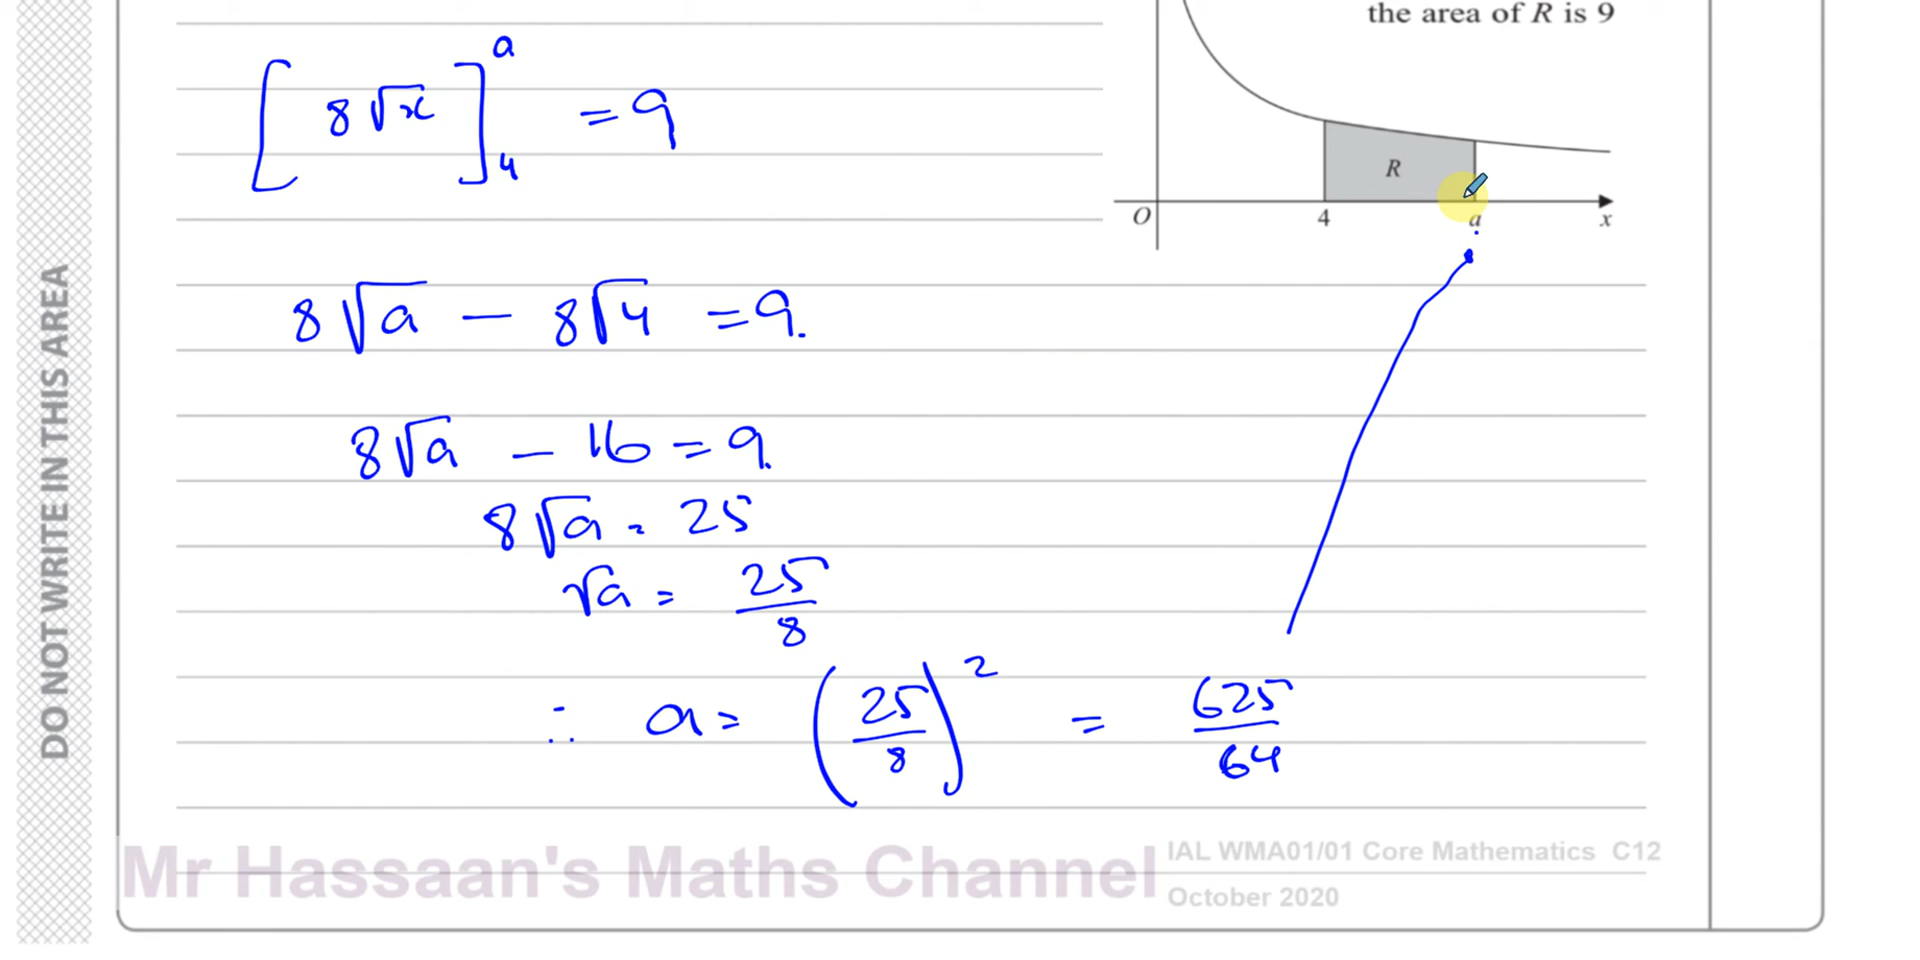 the area of R is 9
[ 8√x ]₄ᵃ = 9
R
O 4 a x
8√a − 8√4 = 9.
8√a − 16 = 9.
8√a = 25
√a = 25/8
∴ a = (25/8)² = 625/64
DO NOT WRITE IN THIS AREA
Mr Hassaan's Maths Channel
IAL WMA01/01 Core Mathematics C12
October 2020